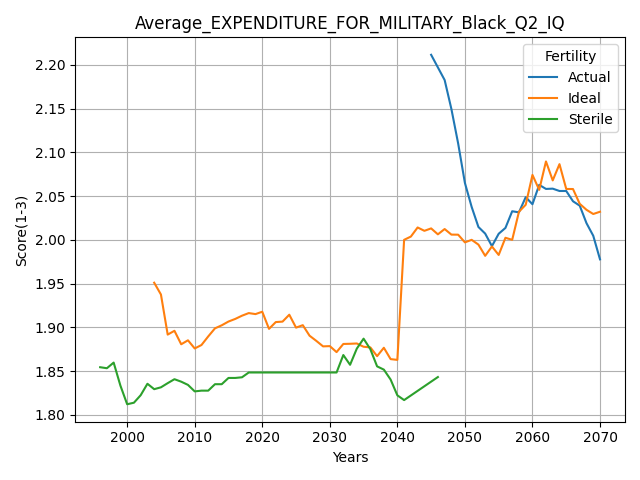 Average_EXPENDITURE_FOR_MILITARY_Black_Q2_IQ
Fertility
Actual
Ideal
Sterile
Score(1-3)
2.20
2.15
2.10
2.05
2.00
1.95
1.90
1.85
1.80
2000 2010 2020 2030 2040 2050 2060 2070
Years